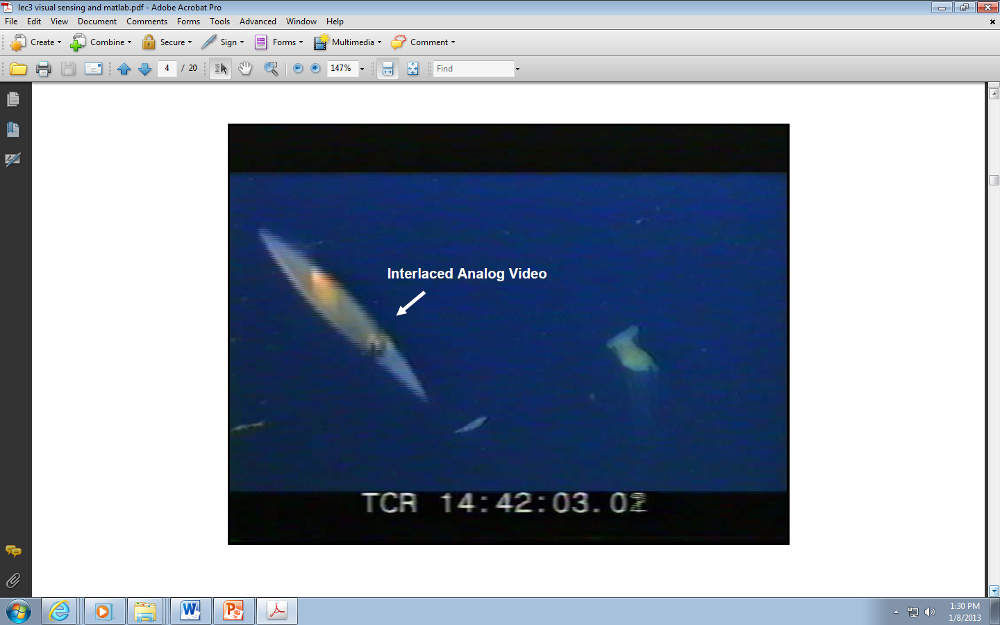 lec3 visual sensing and matlab.pdf - Adobe Acrobat Pro
File Edit View Document Comments Forms Tools Advanced Window Help
Create Combine Secure Sign Forms Multimedia Comment
4 / 20 147% Find
Interlaced Analog Video
TCR 14:42:03.02
1:30 PM
1/8/2013